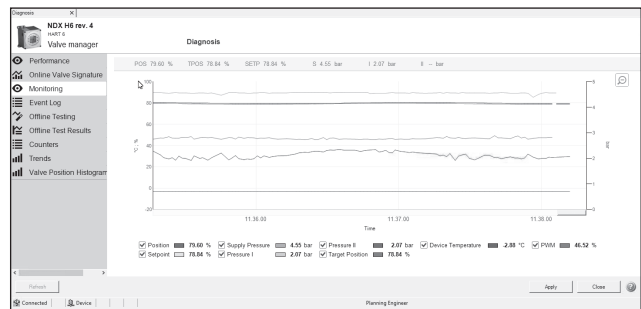 Diagnosis X
NDX H6 rev. 4
HART 6
Valve manager
Diagnosis
Performance
Online Valve Signature
Monitoring
Event Log
Offline Testing
Offline Test Results
Counters
Trends
Valve Position Histogram
POS 79.60 % TPOS 78.84 % SETP 78.84 % S 4.55 bar I 2.07 bar II -- bar
100
80
60
40
20
0
-20
°C , %
5
4
3
2
1
0
bar
11.36.00 11.37.00 11.38.00
Time
Position 79.60 % Supply Pressure 4.55 bar Pressure II 2.07 bar Device Temperature -2.88 °C PWM 46.52 %
Setpoint 78.84 % Pressure I 2.07 bar Target Position 78.84 %
Refresh Apply Close
Connected Device Planning Engineer